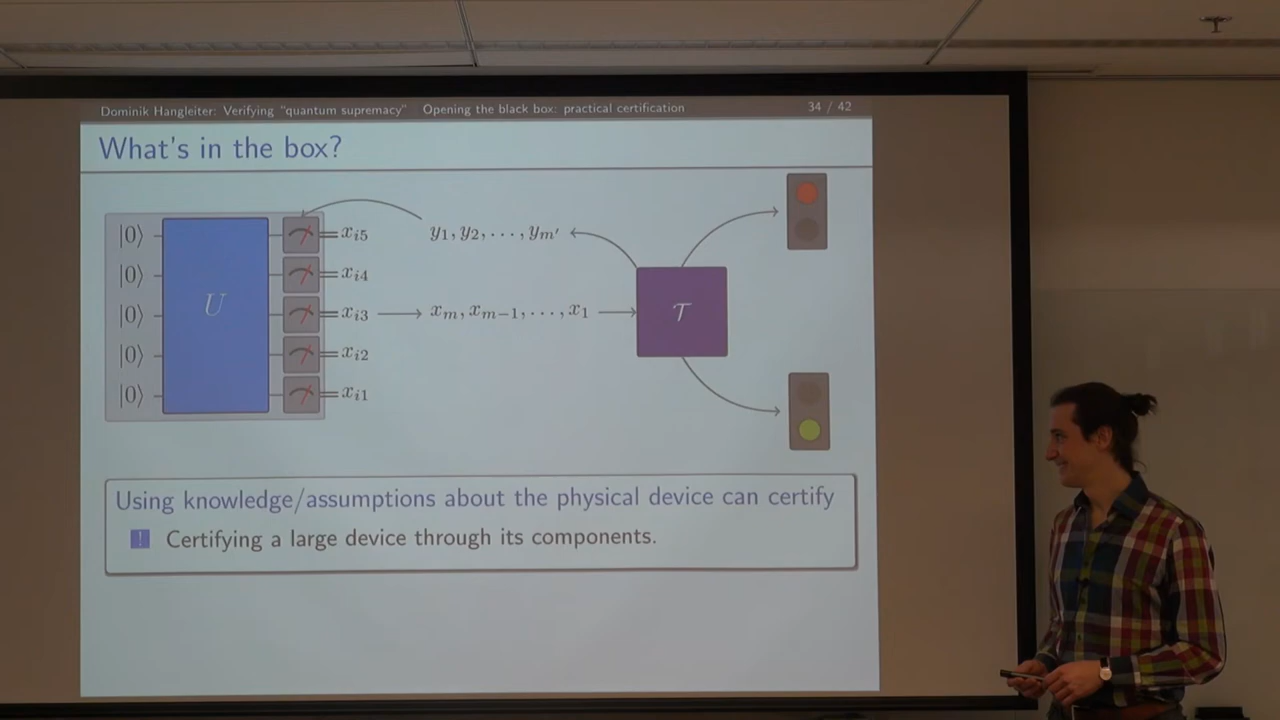 Dominik Hangleiter: Verifying "quantum supremacy" Opening the black box: practical certification 34 / 42
What's in the box?
|0⟩ x_{i5} y_1, y_2, · · · , y_{m'}
|0⟩ x_{i4}
|0⟩ U x_{i3} x_m, x_{m−1}, · · · , x_1 𝒯
|0⟩ x_{i2}
|0⟩ x_{i1}
Using knowledge/assumptions about the physical device can certify
! Certifying a large device through its components.